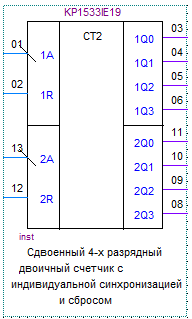 КР1533ИЕ19
CT2
01 1A 1Q0 03
1Q1 04
02 1R 1Q2 05
1Q3 06
13 2A 2Q0 11
2Q1 10
12 2R 2Q2 09
2Q3 08
inst
Сдвоенный 4-х разрядный
двоичный счетчик с
индивидуальной синхронизацией
и сбросом